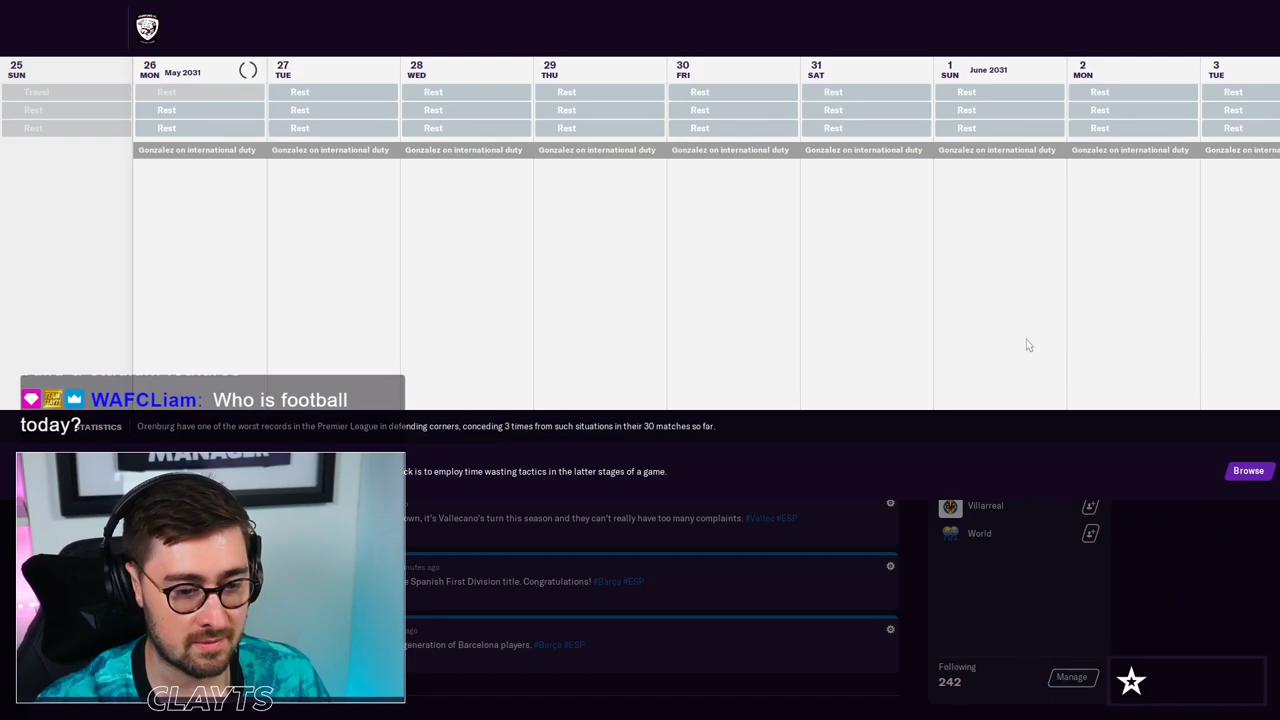 25
SUN
26
MON May 2031
27
TUE
28
WED
29
THU
30
FRI
31
SAT
1
SUN June 2031
2
MON
3
TUE
Travel Rest Rest Rest Rest Rest Rest Rest Rest Rest
Rest Rest Rest Rest Rest Rest Rest Rest Rest Rest
Rest Rest Rest Rest Rest Rest Rest Rest Rest Rest
Gonzalez on international duty Gonzalez on international duty Gonzalez on international duty Gonzalez on international duty Gonzalez on international duty Gonzalez on international duty Gonzalez on international duty Gonzalez on international duty Gonzalez on interna
WAFCLiam: Who is football
today?
STATISTICS Orenburg have one of the worst records in the Premier League in defending corners, conceding 3 times from such situations in their 30 matches so far.
ck is to employ time wasting tactics in the latter stages of a game.
Browse
own, it's Vallecano's turn this season and they can't really have too many complaints. #Vallec #ESP
Villarreal
World
nutes ago
e Spanish First Division title. Congratulations! #Barça #ESP
ago
generation of Barcelona players. #Barça #ESP
Following
242
Manage
MANAGER
CLAYTS